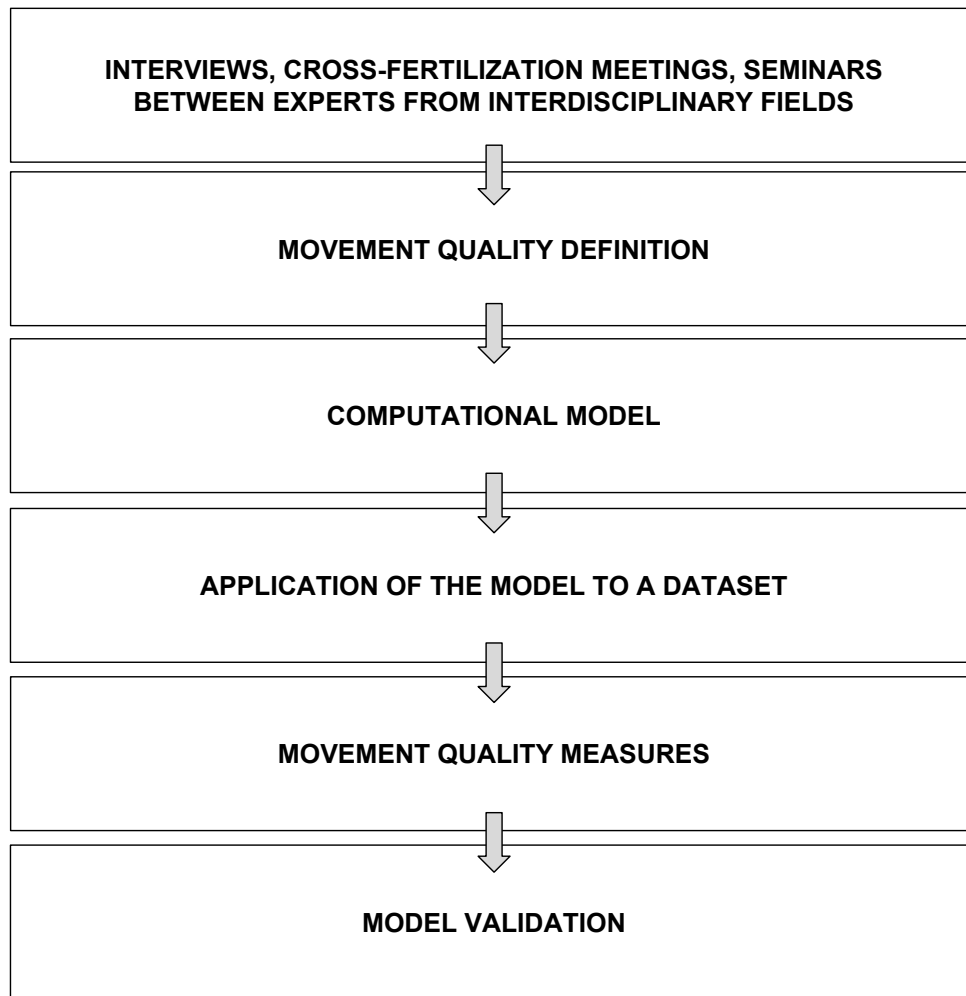 INTERVIEWS, CROSS-FERTILIZATION MEETINGS, SEMINARS
BETWEEN EXPERTS FROM INTERDISCIPLINARY FIELDS
MOVEMENT QUALITY DEFINITION
COMPUTATIONAL MODEL
APPLICATION OF THE MODEL TO A DATASET
MOVEMENT QUALITY MEASURES
MODEL VALIDATION